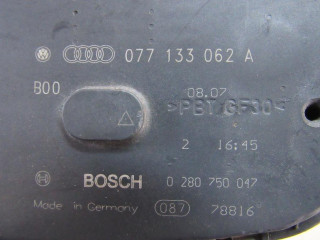 077 133 062 A
B00
08.07
>PBT GF30<
2 16:45
BOSCH 0 280 750 047
Made in Germany 087 78816